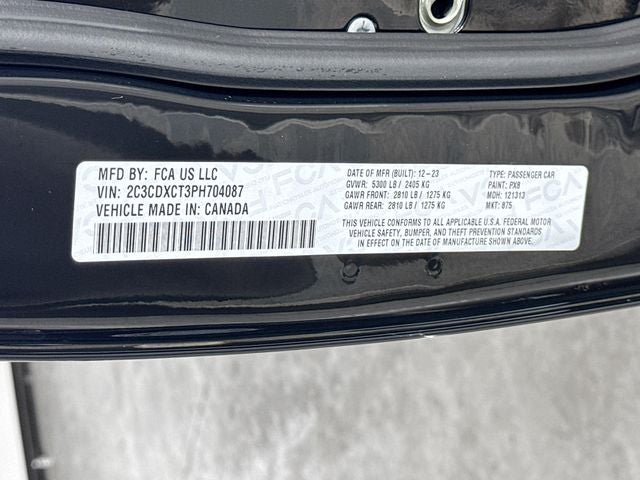 MFD BY: FCA US LLC
VIN: 2C3CDXCT3PH704087
VEHICLE MADE IN: CANADA
DATE OF MFR (BUILT): 12-23
GVWR: 5300 LB / 2405 KG
GAWR FRONT: 2810 LB / 1275 KG
GAWR REAR: 2810 LB / 1275 KG
TYPE: PASSENGER CAR
PAINT: PX8
MDH: 121313
MKT: 875
THIS VEHICLE CONFORMS TO ALL APPLICABLE U.S.A. FEDERAL MOTOR
VEHICLE SAFETY, BUMPER, AND THEFT PREVENTION STANDARDS
IN EFFECT ON THE DATE OF MANUFACTURE SHOWN ABOVE.